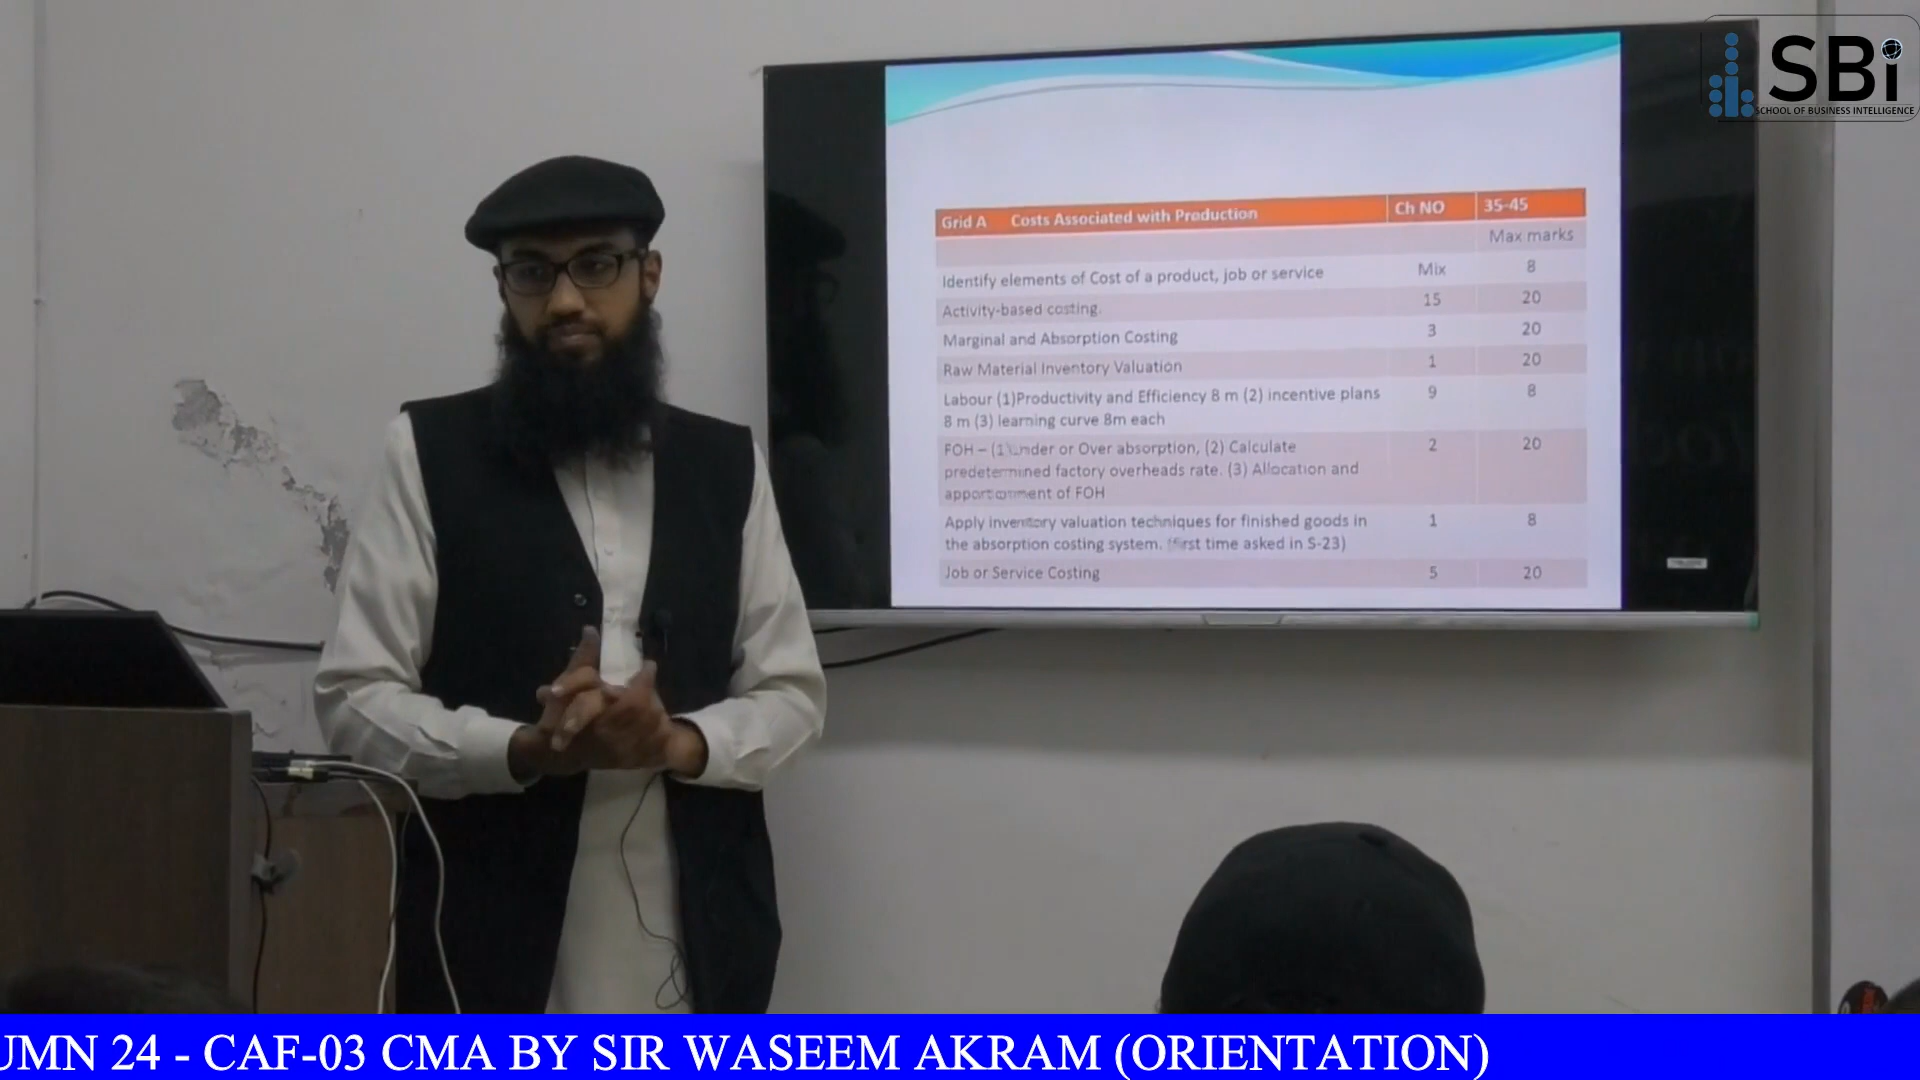 SBi
SCHOOL OF BUSINESS INTELLIGENCE
Grid A Costs Associated with Production Ch NO 35-45
Max marks
Identify elements of Cost of a product, job or service Mix 8
Activity-based costing. 15 20
Marginal and Absorption Costing 3 20
Raw Material Inventory Valuation 1 20
Labour (1)Productivity and Efficiency 8 m (2) incentive plans 9 8
8 m (3) learning curve 8m each
FOH – (1)Under or Over absorption, (2) Calculate 2 20
predetermined factory overheads rate. (3) Allocation and
apportionment of FOH
Apply inventory valuation techniques for finished goods in 1 8
the absorption costing system. (first time asked in S-23)
Job or Service Costing 5 20
UMN 24 - CAF-03 CMA BY SIR WASEEM AKRAM (ORIENTATION)